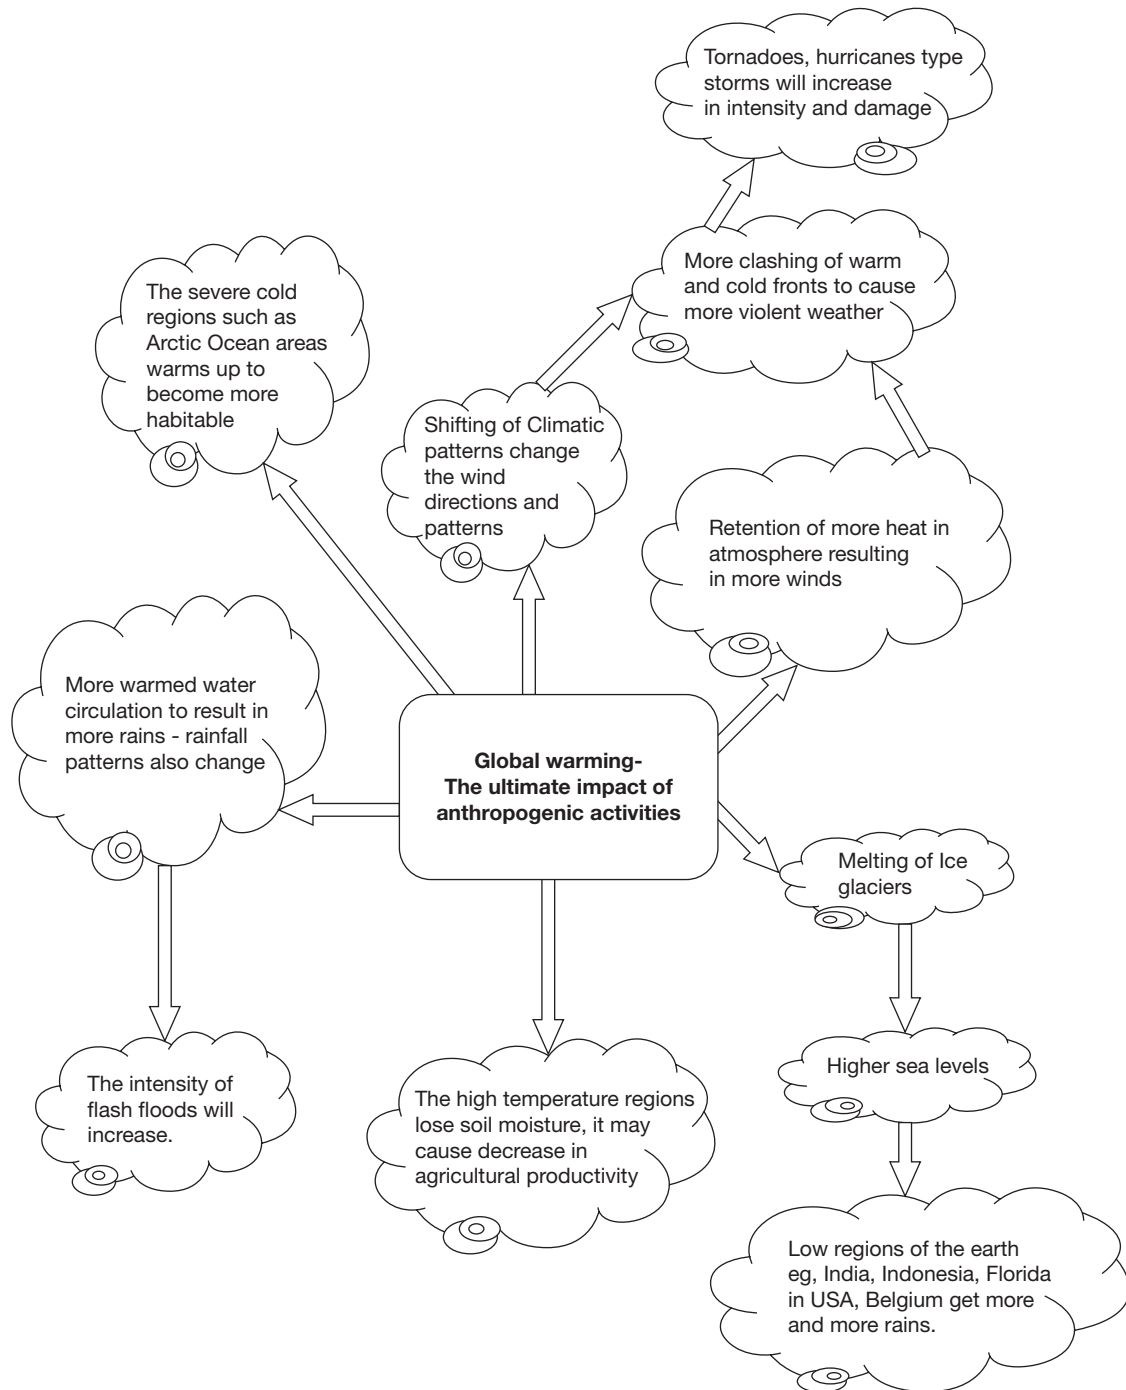 Tornadoes, hurricanes type
storms will increase
in intensity and damage
More clashing of warm
and cold fronts to cause
more violent weather
The severe cold
regions such as
Arctic Ocean areas
warms up to
become more
habitable
Shifting of Climatic
patterns change
the wind
directions and
patterns
Retention of more heat in
atmosphere resulting
in more winds
More warmed water
circulation to result in
more rains - rainfall
patterns also change
Global warming-
The ultimate impact of
anthropogenic activities
Melting of Ice
glaciers
The intensity of
flash floods will
increase.
The high temperature regions
lose soil moisture, it may
cause decrease in
agricultural productivity
Higher sea levels
Low regions of the earth
eg, India, Indonesia, Florida
in USA, Belgium get more
and more rains.